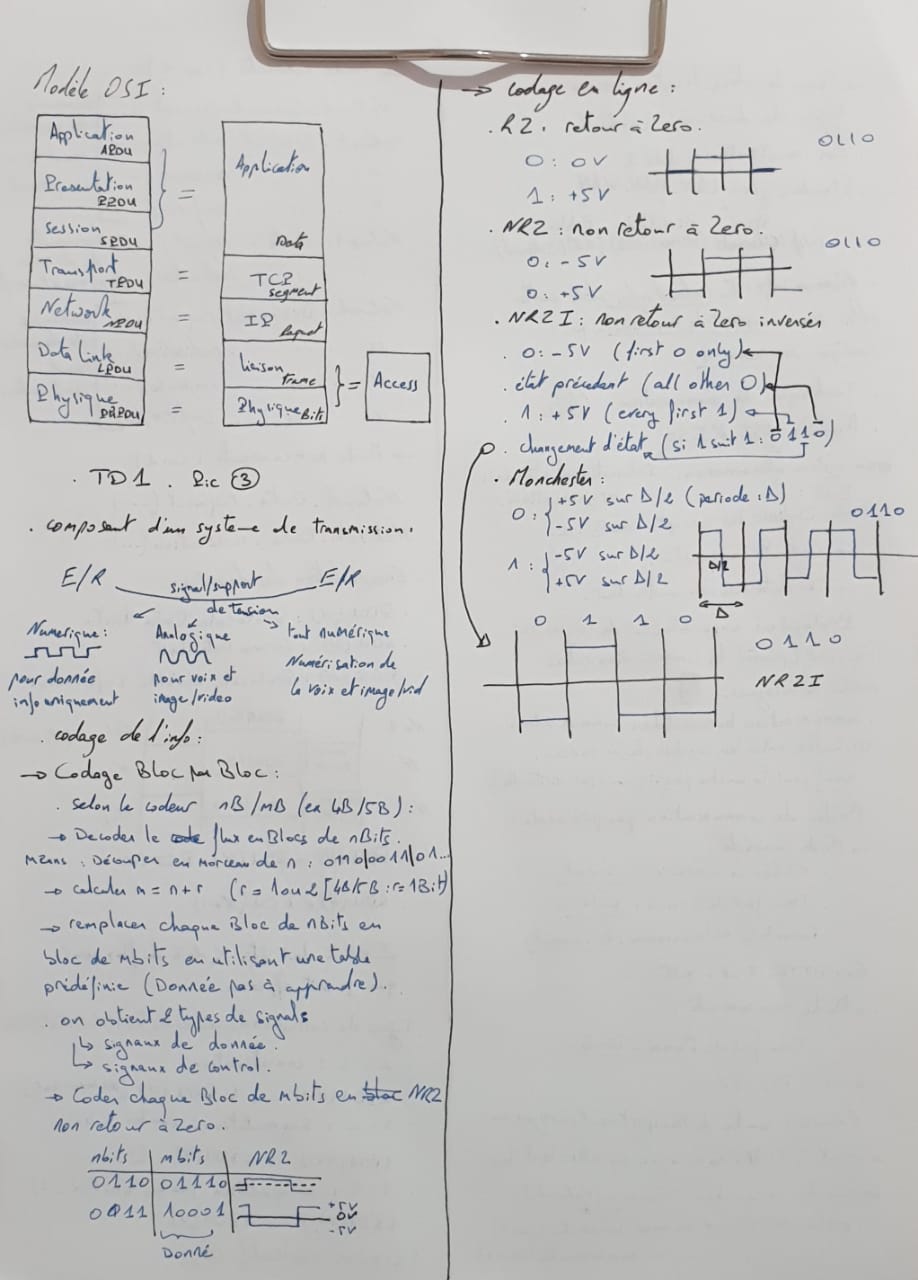 Modèle OSI :
Application
APDU
Presentation
PPDU
Session
SPDU
Transport
TPDU
Network
NPDU
Data Link
LPDU
Physique
PHPDU
=
=
=
=
=
Application
Data
TCP
Segment
IP
Paquet
Liaison
Frame
Physique Bits
} = Access
. TD1 . Pic ③
. composant d'un systeme de transmission.
E/R signal/support E/R
de tension
Numerique :
pour donnée
info uniquement
Analogique
pour voix et
image/video
tout numérique
Numérisation de
la voix et image/vid
. codage de l'info :
→ Codage Bloc par Bloc :
. selon le codeur nB/mB (ex 4B/5B) :
→ Decoder le flux en Blocs de nBits.
Means : Découper en morceau de n : 0110/0011/01...
→ calculer m = n + r (r = 1 ou 2 [4B/5B : r = 1Bit)
→ remplacer chaque Bloc de nBits en
bloc de mbits en utilisant une table
prédéfinie (Donnée pas à apprendre).
. on obtient 2 types de signals
↳ signaux de donnée.
↳ signaux de control.
→ Coder chaque Bloc de mbits en NRZ
non retour à Zero.
nbits | mbits | NRZ
0110 | 01110
0011 | 10001
+5V
0V
-5V
Donné
→ codage en ligne :
. RZ : retour à Zero.
0110
0 : 0V
1 : +5V
. NRZ : non retour à Zero.
0110
0 : -5V
0 : +5V
. NRZI : non retour à Zero inversés
. 0 : -5V (first 0 only)
. état précedent (all other 0)
. 1 : +5V (every first 1)
. changement d'état (si 1 suit 1 : 0110)
. Manchester :
0 : { +5V sur Δ/2 (periode : Δ)
-5V sur Δ/2
0110
1 : { -5V sur Δ/2
+5V sur Δ/2
Δ/2
Δ
0 1 1 0
0110
NRZI